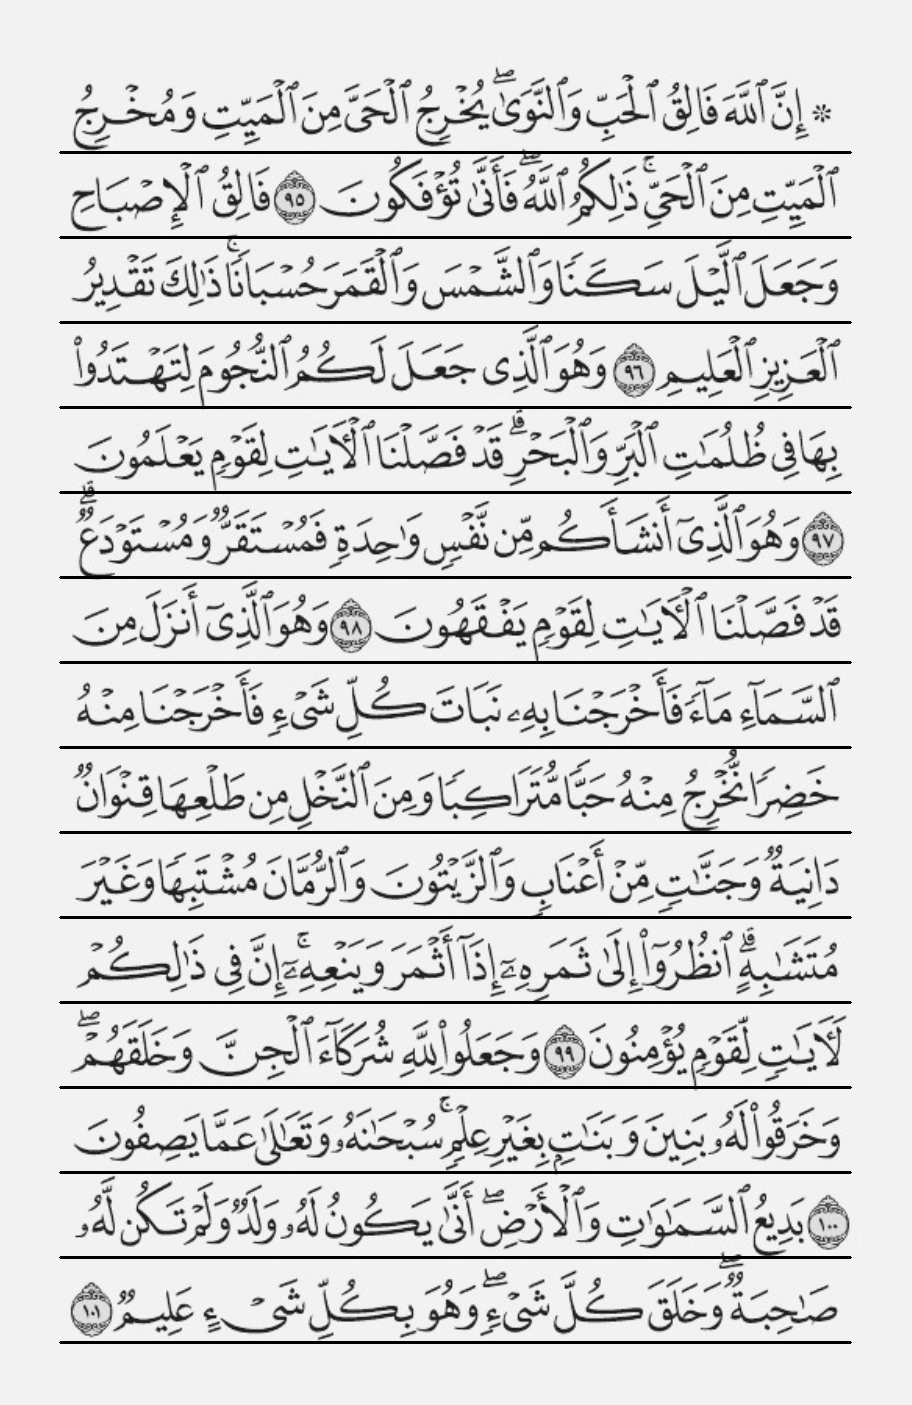 ۞ إِنَّ ٱللَّهَ فَالِقُ ٱلْحَبِّ وَٱلنَّوَىٰۖ يُخْرِجُ ٱلْحَىَّ مِنَ ٱلْمَيِّتِ وَمُخْرِجُ
ٱلْمَيِّتِ مِنَ ٱلْحَىِّۚ ذَٰلِكُمُ ٱللَّهُۖ فَأَنَّىٰ تُؤْفَكُونَ ٩٥ فَالِقُ ٱلْإِصْبَاحِ
وَجَعَلَ ٱلَّيْلَ سَكَنًا وَٱلشَّمْسَ وَٱلْقَمَرَ حُسْبَانًاۚ ذَٰلِكَ تَقْدِيرُ
ٱلْعَزِيزِ ٱلْعَلِيمِ ٩٦ وَهُوَ ٱلَّذِى جَعَلَ لَكُمُ ٱلنُّجُومَ لِتَهْتَدُوا۟
بِهَا فِى ظُلُمَٰتِ ٱلْبَرِّ وَٱلْبَحْرِۗ قَدْ فَصَّلْنَا ٱلْـَٔايَٰتِ لِقَوْمٍ يَعْلَمُونَ
٩٧ وَهُوَ ٱلَّذِىٓ أَنشَأَكُم مِّن نَّفْسٍ وَٰحِدَةٍ فَمُسْتَقَرٌّ وَمُسْتَوْدَعٌۗ
قَدْ فَصَّلْنَا ٱلْـَٔايَٰتِ لِقَوْمٍ يَفْقَهُونَ ٩٨ وَهُوَ ٱلَّذِىٓ أَنزَلَ مِنَ
ٱلسَّمَآءِ مَآءً فَأَخْرَجْنَا بِهِۦ نَبَاتَ كُلِّ شَىْءٍ فَأَخْرَجْنَا مِنْهُ
خَضِرًا نُّخْرِجُ مِنْهُ حَبًّا مُّتَرَاكِبًا وَمِنَ ٱلنَّخْلِ مِن طَلْعِهَا قِنْوَانٌ
دَانِيَةٌ وَجَنَّٰتٍ مِّنْ أَعْنَابٍ وَٱلزَّيْتُونَ وَٱلرُّمَّانَ مُشْتَبِهًا وَغَيْرَ
مُتَشَٰبِهٍۗ ٱنظُرُوٓا۟ إِلَىٰ ثَمَرِهِۦٓ إِذَآ أَثْمَرَ وَيَنْعِهِۦٓۚ إِنَّ فِى ذَٰلِكُمْ
لَـَٔايَٰتٍ لِّقَوْمٍ يُؤْمِنُونَ ٩٩ وَجَعَلُوا۟ لِلَّهِ شُرَكَآءَ ٱلْجِنَّ وَخَلَقَهُمْۖ
وَخَرَقُوا۟ لَهُۥ بَنِينَ وَبَنَٰتٍۭ بِغَيْرِ عِلْمٍۚ سُبْحَٰنَهُۥ وَتَعَٰلَىٰ عَمَّا يَصِفُونَ
١٠٠ بَدِيعُ ٱلسَّمَٰوَٰتِ وَٱلْأَرْضِۖ أَنَّىٰ يَكُونُ لَهُۥ وَلَدٌ وَلَمْ تَكُن لَّهُۥ
صَٰحِبَةٌۖ وَخَلَقَ كُلَّ شَىْءٍۖ وَهُوَ بِكُلِّ شَىْءٍ عَلِيمٌ ١٠١